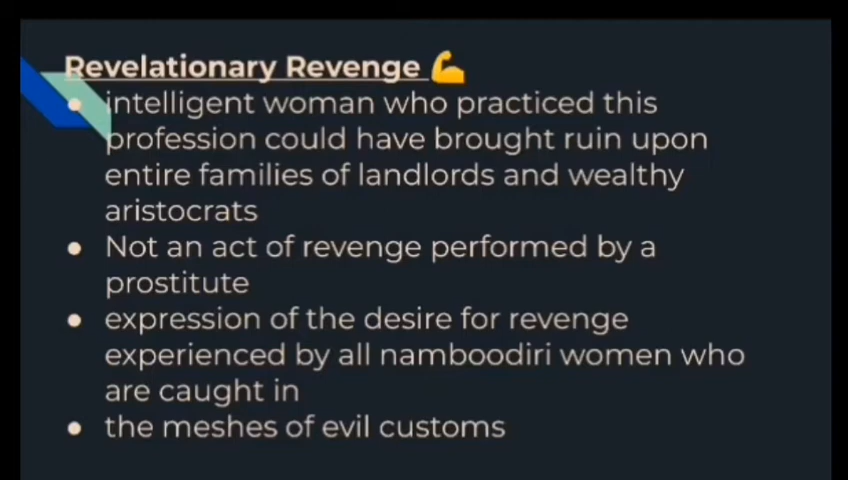 Revelationary Revenge 💪
● intelligent woman who practiced this
profession could have brought ruin upon
entire families of landlords and wealthy
aristocrats
● Not an act of revenge performed by a
prostitute
● expression of the desire for revenge
experienced by all namboodiri women who
are caught in
● the meshes of evil customs